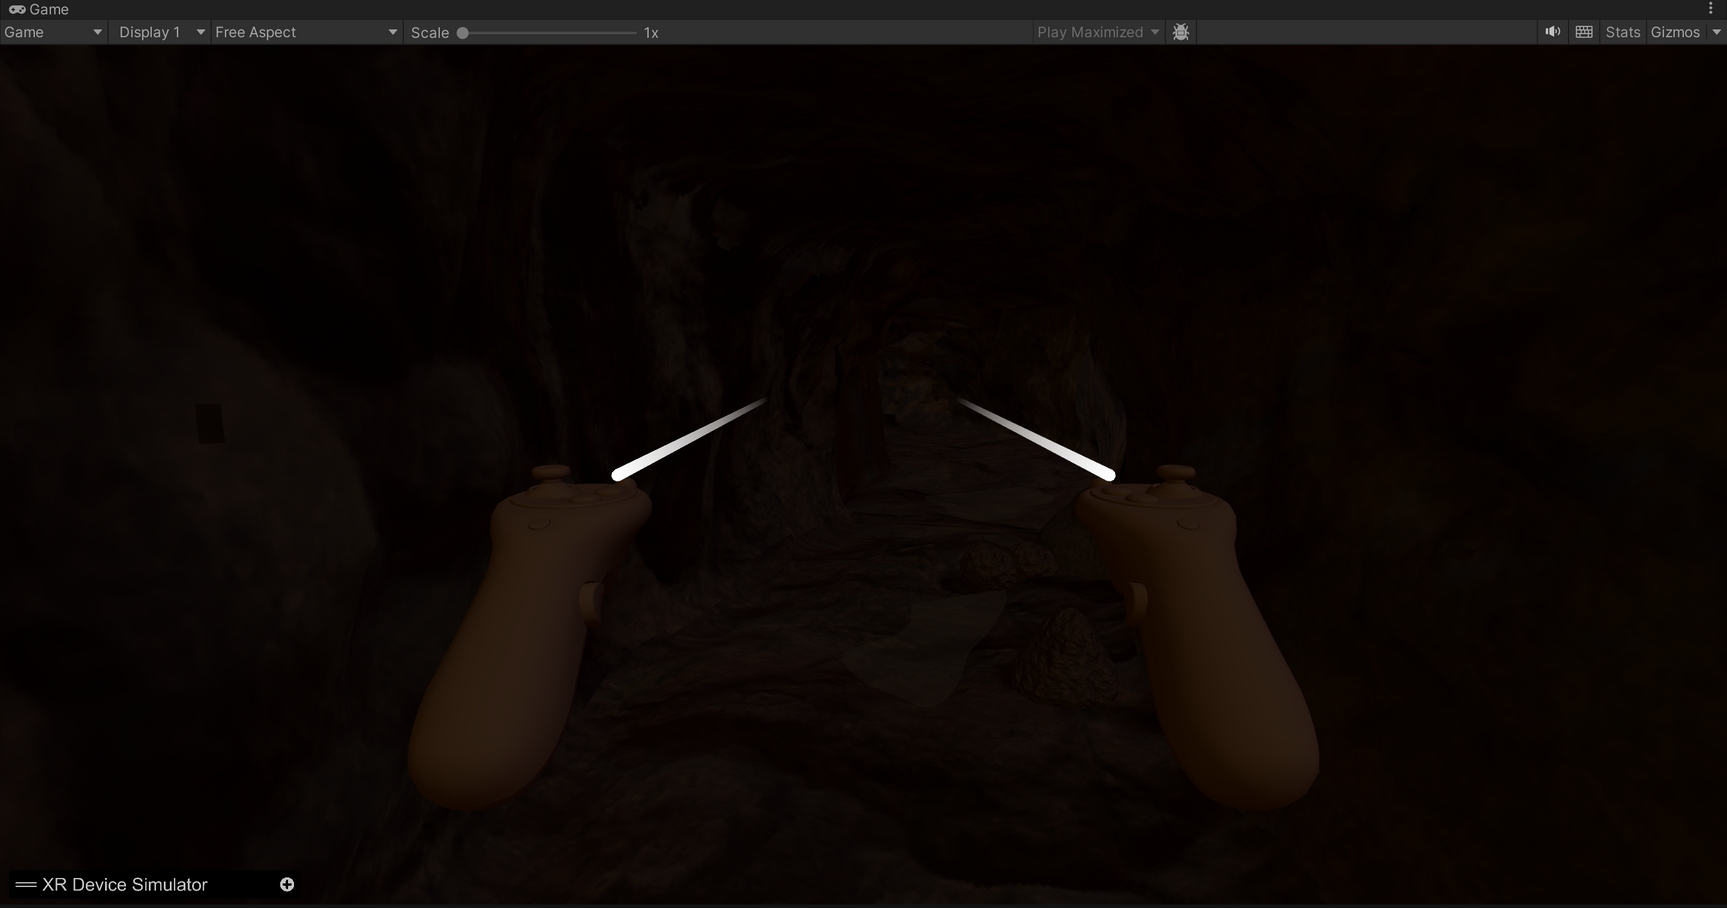 Game
Game Display 1 Free Aspect Scale 1x Play Maximized Stats Gizmos
XR Device Simulator